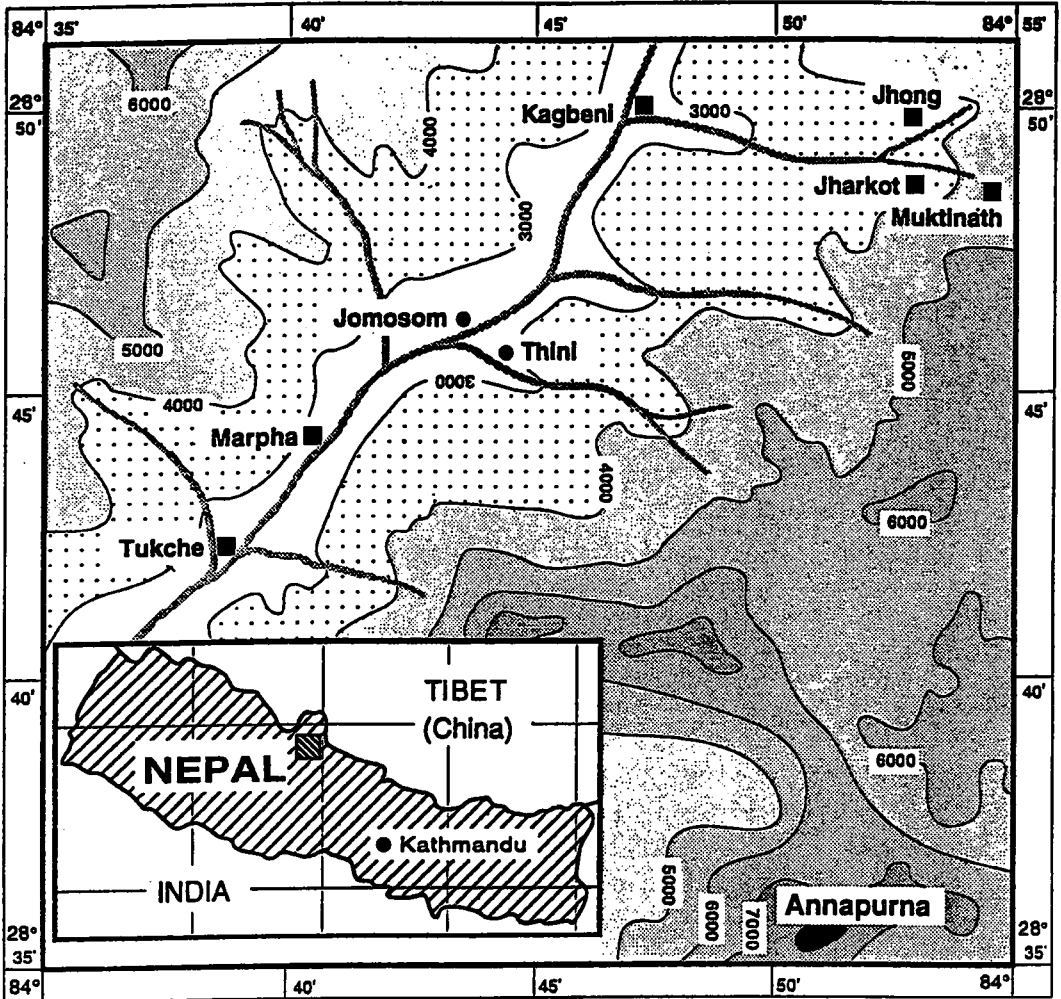 84° 35' 40' 45' 50' 84° 55'
6000
28° 50'
4000
Kagbeni
3000
Jhong
28° 50'
Jharkot
Muktinath
3000
Jomosom
Thini
5000
3000
5000
4000
45'
45'
Marpha
4000
6000
Tukche
40'
40'
TIBET
(China)
NEPAL
6000
Kathmandu
INDIA
5000
6000
7000
Annapurna
28° 35'
28° 35'
84° 40' 45' 50' 84°